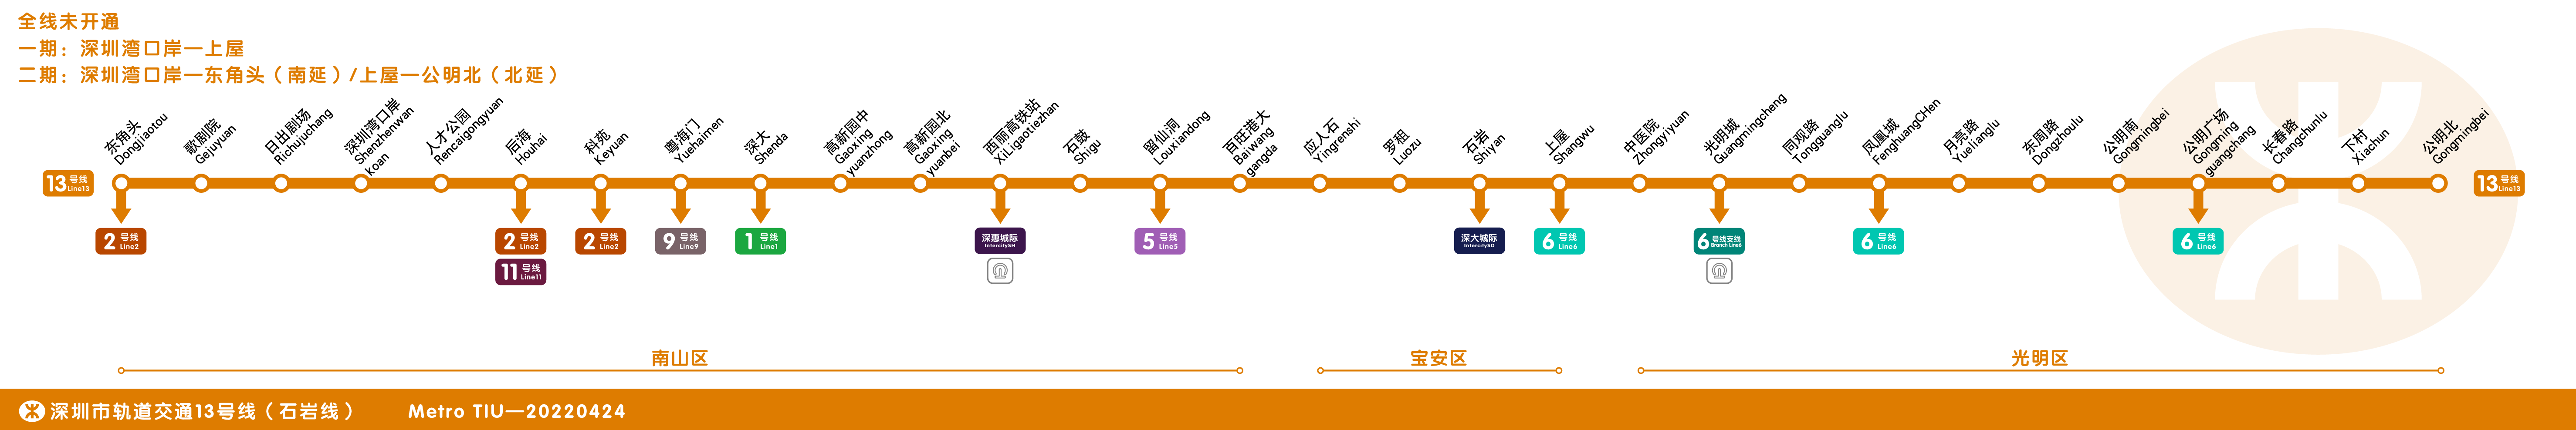 全线未开通
一期：深圳湾口岸—上屋
二期：深圳湾口岸—东角头（南延）/上屋—公明北（北延）
东角头
Dongjiaotou
歌剧院
Gejuyuan
日出剧场
Richujuchang
深圳湾口岸
Shenzhenwan
koan
人才公园
Rencaigongyuan
后海
Houhai
科苑
Keyuan
粤海门
Yuehaimen
深大
Shenda
高新园中
Gaoxing
yuanzhong
高新园北
Gaoxing
yuanbei
西丽高铁站
XiLigaotiezhan
石鼓
Shigu
留仙洞
Louxiandong
百旺港大
Baiwang
gangda
应人石
Yingrenshi
罗租
Luozu
石岩
Shiyan
上屋
Shangwu
中医院
Zhongyiyuan
光明城
Guangmingcheng
同观路
Tongguanglu
凤凰城
FenghuangCHen
月亮路
Yuelianglu
东周路
Dongzhoulu
公明南
Gongmingbei
公明广场
Gongming
guangchang
长春路
Changchunlu
下村
Xiachun
公明北
Gongmingbei
13 号线
Line13
13 号线
Line13
2 号线
Line2
2 号线
Line2
11 号线
Line11
2 号线
Line2
9 号线
Line9
1 号线
Line1
深惠城际
IntercitySH
5 号线
Line5
深大城际
IntercitySD
6 号线
Line6
6 号线支线
Branch Line6
6 号线
Line6
6 号线
Line6
南山区
宝安区
光明区
深圳市轨道交通13号线（石岩线） Metro TIU—20220424